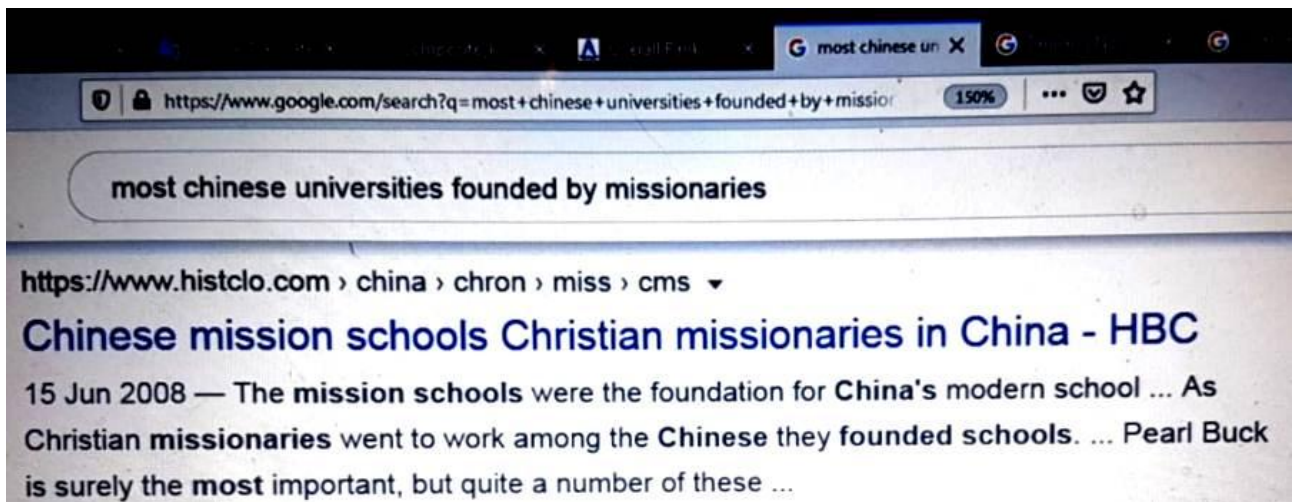 most chinese un
https://www.google.com/search?q=most+chinese+universities+founded+by+missior
150%
most chinese universities founded by missionaries
https://www.histclo.com › china › chron › miss › cms
Chinese mission schools Christian missionaries in China - HBC
15 Jun 2008 — The mission schools were the foundation for China's modern school ... As
Christian missionaries went to work among the Chinese they founded schools. ... Pearl Buck
is surely the most important, but quite a number of these ...